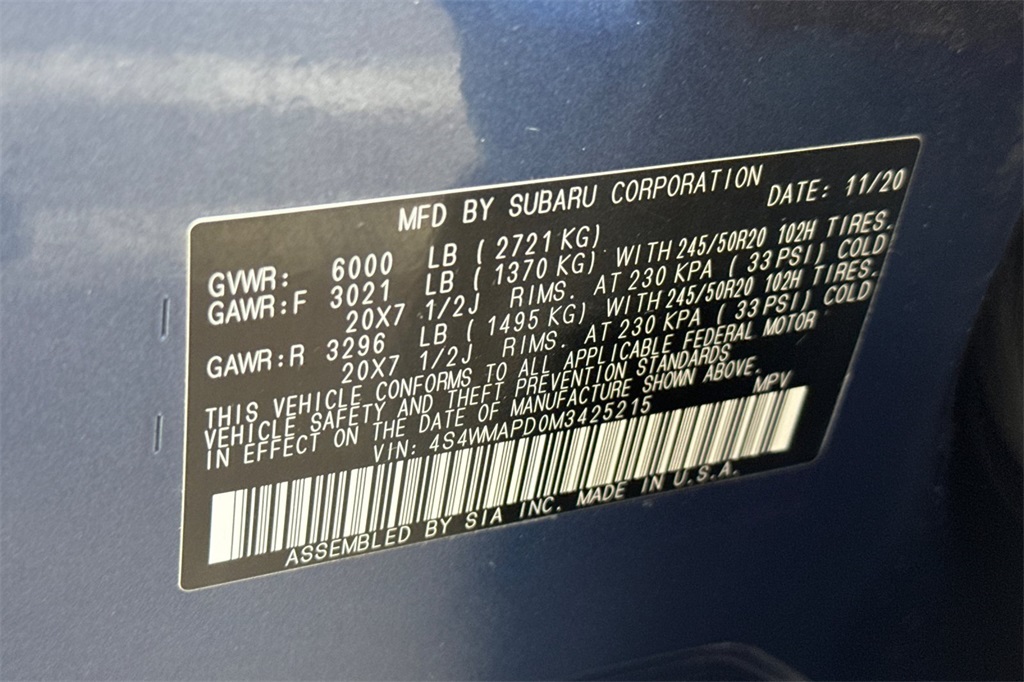 MFD BY SUBARU CORPORATION DATE: 11/20
GVWR: 6000 LB ( 2721 KG)
GAWR:F 3021 LB ( 1370 KG) WITH 245/50R20 102H TIRES.
20X7 1/2J RIMS. AT 230 KPA ( 33 PSI) COLD
GAWR:R 3296 LB ( 1495 KG) WITH 245/50R20 102H TIRES.
20X7 1/2J RIMS. AT 230 KPA ( 33 PSI) COLD
THIS VEHICLE CONFORMS TO ALL APPLICABLE FEDERAL MOTOR
VEHICLE SAFETY AND THEFT PREVENTION STANDARDS
IN EFFECT ON THE DATE OF MANUFACTURE SHOWN ABOVE.
VIN: 4S4WMAPD0M3425215 MPV
ASSEMBLED BY SIA INC. MADE IN U.S.A.